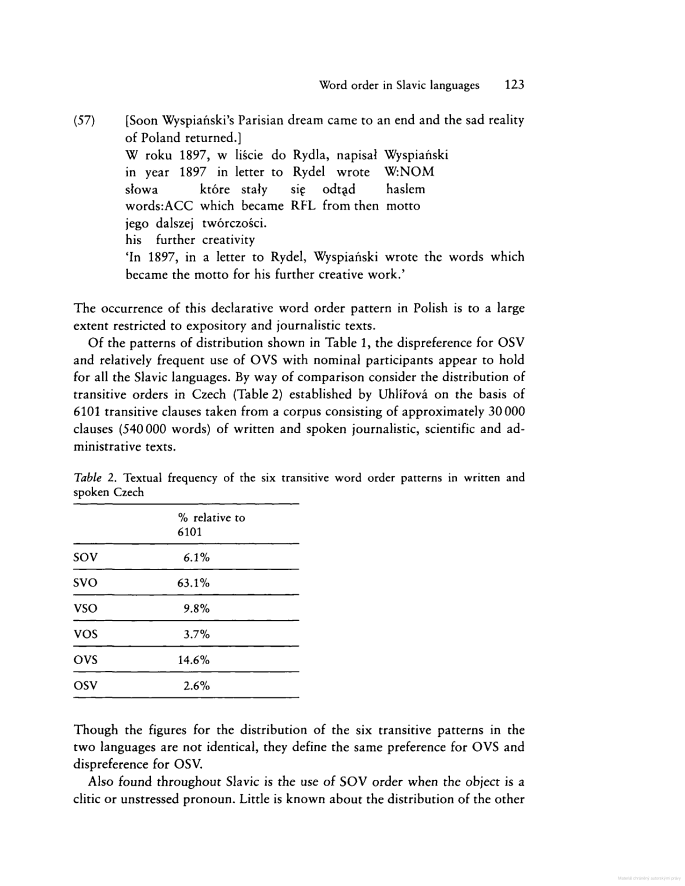 Word order in Slavic languages 123
(57) [Soon Wyspiański's Parisian dream came to an end and the sad reality
of Poland returned.]
W roku 1897, w liście do Rydla, napisał Wyspiański
in year 1897 in letter to Rydel wrote W:NOM
słowa które stały się odtąd hasłem
words:ACC which became RFL from then motto
jego dalszej twórczości.
his further creativity
‘In 1897, in a letter to Rydel, Wyspiański wrote the words which
became the motto for his further creative work.’
The occurrence of this declarative word order pattern in Polish is to a large
extent restricted to expository and journalistic texts.
Of the patterns of distribution shown in Table 1, the dispreference for OSV
and relatively frequent use of OVS with nominal participants appear to hold
for all the Slavic languages. By way of comparison consider the distribution of
transitive orders in Czech (Table 2) established by Uhlířová on the basis of
6101 transitive clauses taken from a corpus consisting of approximately 30 000
clauses (540 000 words) of written and spoken journalistic, scientific and ad-
ministrative texts.
Table 2. Textual frequency of the six transitive word order patterns in written and
spoken Czech
% relative to
6101
SOV 6.1%
SVO 63.1%
VSO 9.8%
VOS 3.7%
OVS 14.6%
OSV 2.6%
Though the figures for the distribution of the six transitive patterns in the
two languages are not identical, they define the same preference for OVS and
dispreference for OSV.
Also found throughout Slavic is the use of SOV order when the object is a
clitic or unstressed pronoun. Little is known about the distribution of the other